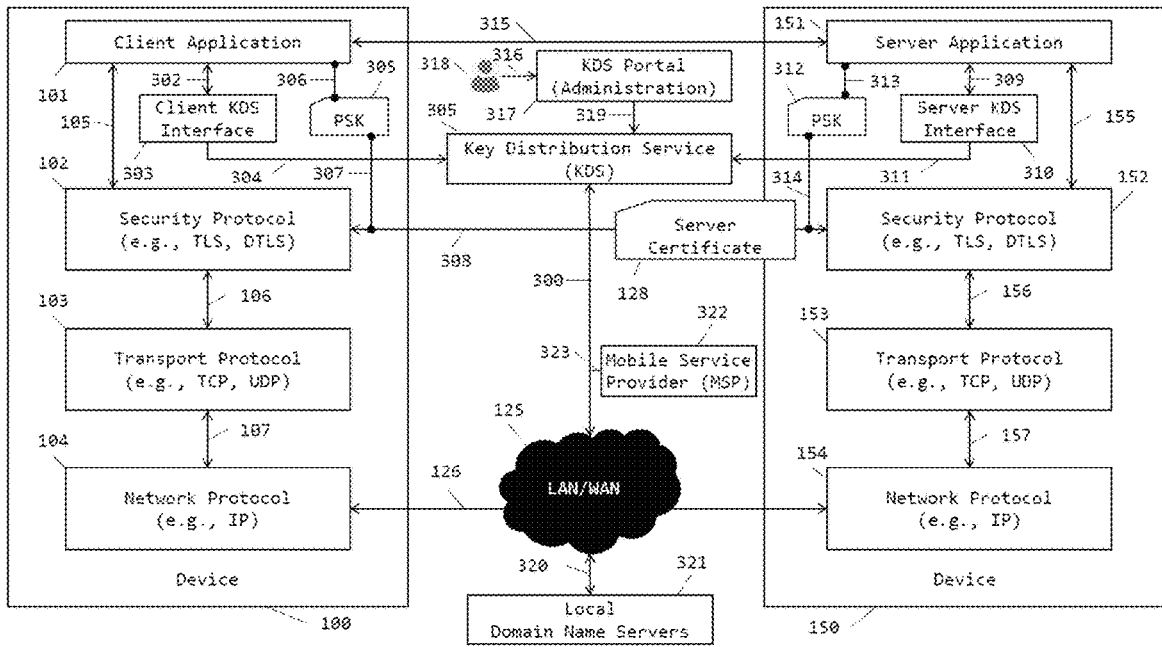 315
151
Client Application
Server Application
302
306
305
318
316
KDS Portal
(Administration)
312
313
309
101
105
Client KDS
Interface
PSK
317
319
305
PSK
Server KDS
Interface
155
102
303
304
307
Key Distribution Service
(KDS)
311
310
314
152
Security Protocol
(e.g., TLS, DTLS)
Server
Certificate
Security Protocol
(e.g., TLS, DTLS)
308
300
128
106
156
103
322
153
Transport Protocol
(e.g., TCP, UDP)
323
Mobile Service
Provider (MSP)
Transport Protocol
(e.g., TCP, UDP)
107
125
157
104
126
154
LAN/WAN
Network Protocol
(e.g., IP)
Network Protocol
(e.g., IP)
320
321
Device
Device
Local
Domain Name Servers
100
150